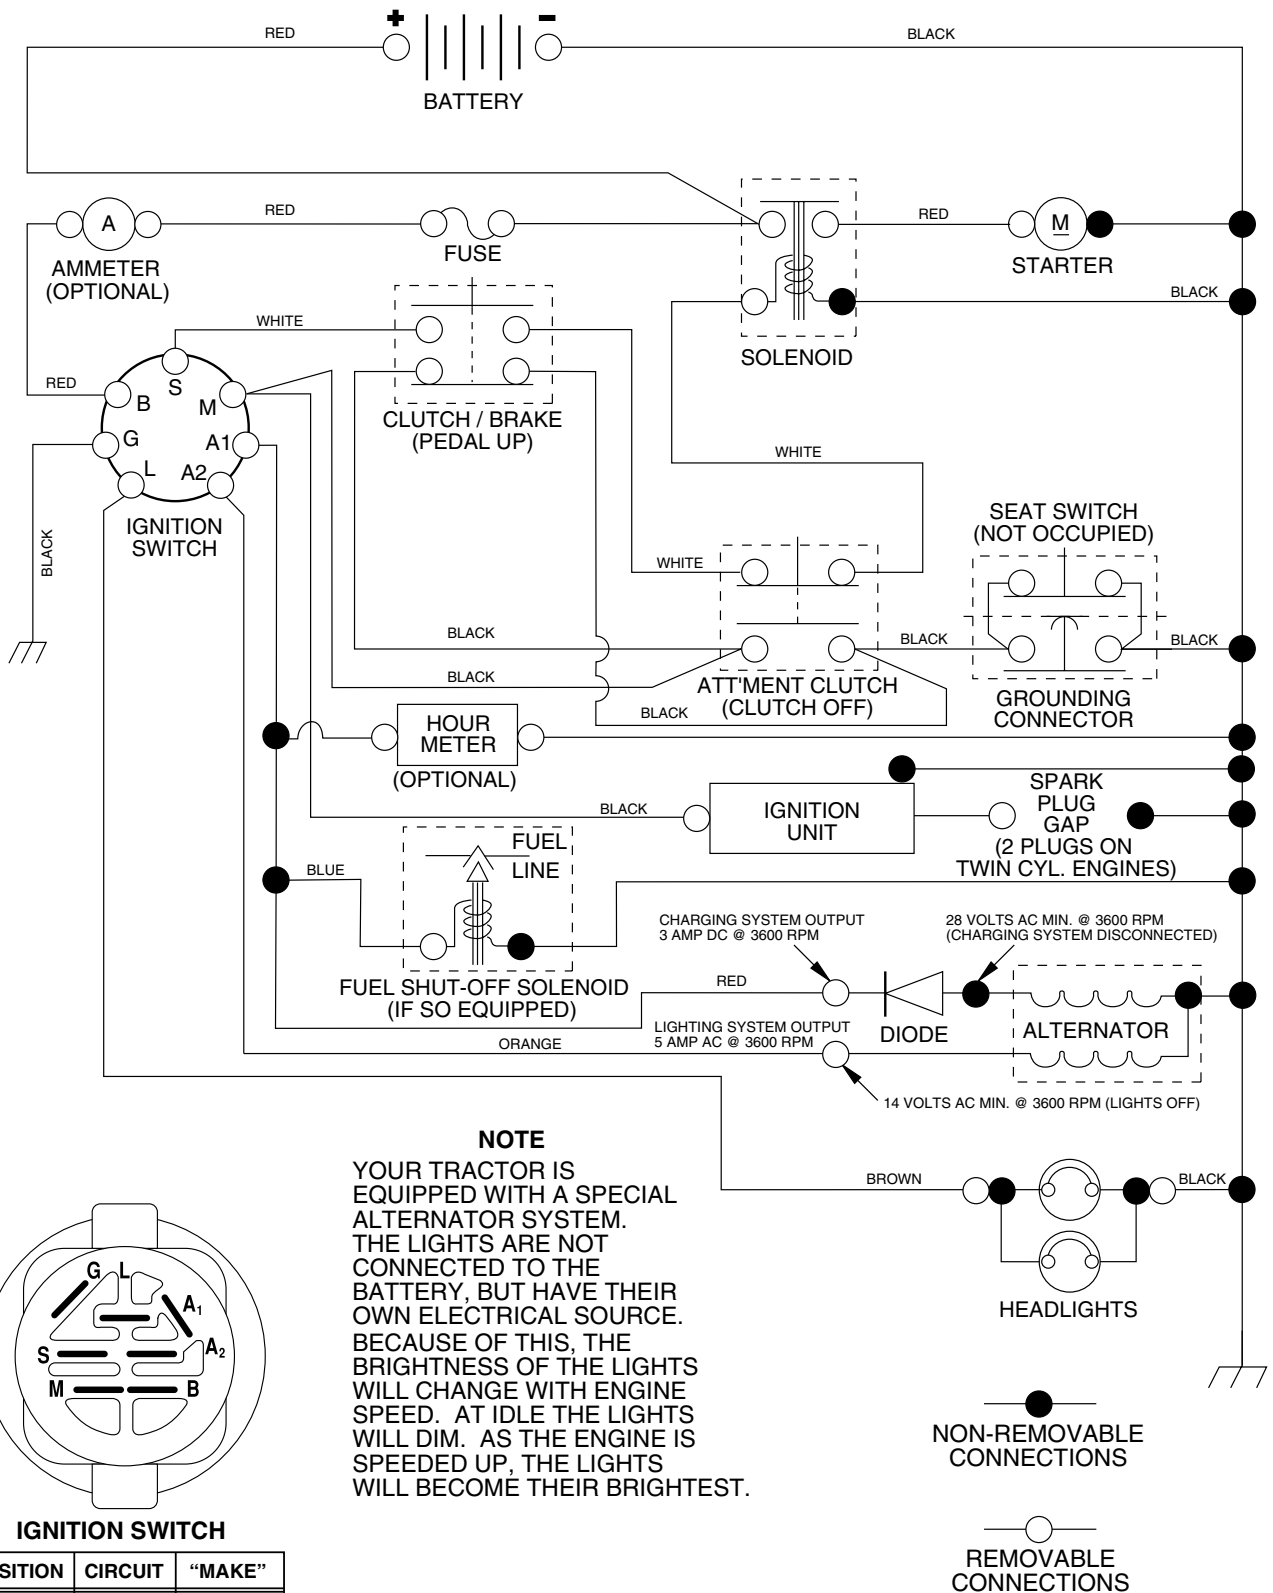 +
-
RED
BLACK
BATTERY
A
RED
FUSE
AMMETER
(OPTIONAL)
RED
M
STARTER
BLACK
SOLENOID
WHITE
RED
S
B
M
G
A1
L
A2
IGNITION
SWITCH
BLACK
CLUTCH / BRAKE
(PEDAL UP)
WHITE
SEAT SWITCH
(NOT OCCUPIED)
WHITE
BLACK
BLACK
BLACK
BLACK
BLACK
ATT'MENT CLUTCH
(CLUTCH OFF)
GROUNDING
CONNECTOR
HOUR
METER
(OPTIONAL)
BLACK
IGNITION
UNIT
SPARK
PLUG
GAP
(2 PLUGS ON
TWIN CYL. ENGINES)
BLUE
FUEL
LINE
FUEL SHUT-OFF SOLENOID
(IF SO EQUIPPED)
CHARGING SYSTEM OUTPUT
3 AMP DC @ 3600 RPM
28 VOLTS AC MIN. @ 3600 RPM
(CHARGING SYSTEM DISCONNECTED)
RED
DIODE
ALTERNATOR
ORANGE
LIGHTING SYSTEM OUTPUT
5 AMP AC @ 3600 RPM
14 VOLTS AC MIN. @ 3600 RPM (LIGHTS OFF)
NOTE
YOUR TRACTOR IS
EQUIPPED WITH A SPECIAL
ALTERNATOR SYSTEM.
THE LIGHTS ARE NOT
CONNECTED TO THE
BATTERY, BUT HAVE THEIR
OWN ELECTRICAL SOURCE.
BECAUSE OF THIS, THE
BRIGHTNESS OF THE LIGHTS
WILL CHANGE WITH ENGINE
SPEED. AT IDLE THE LIGHTS
WILL DIM. AS THE ENGINE IS
SPEEDED UP, THE LIGHTS
WILL BECOME THEIR BRIGHTEST.
BROWN
BLACK
HEADLIGHTS
G
L
A1
S
A2
M
B
NON-REMOVABLE
CONNECTIONS
REMOVABLE
CONNECTIONS
IGNITION SWITCH
SITION CIRCUIT “MAKE”